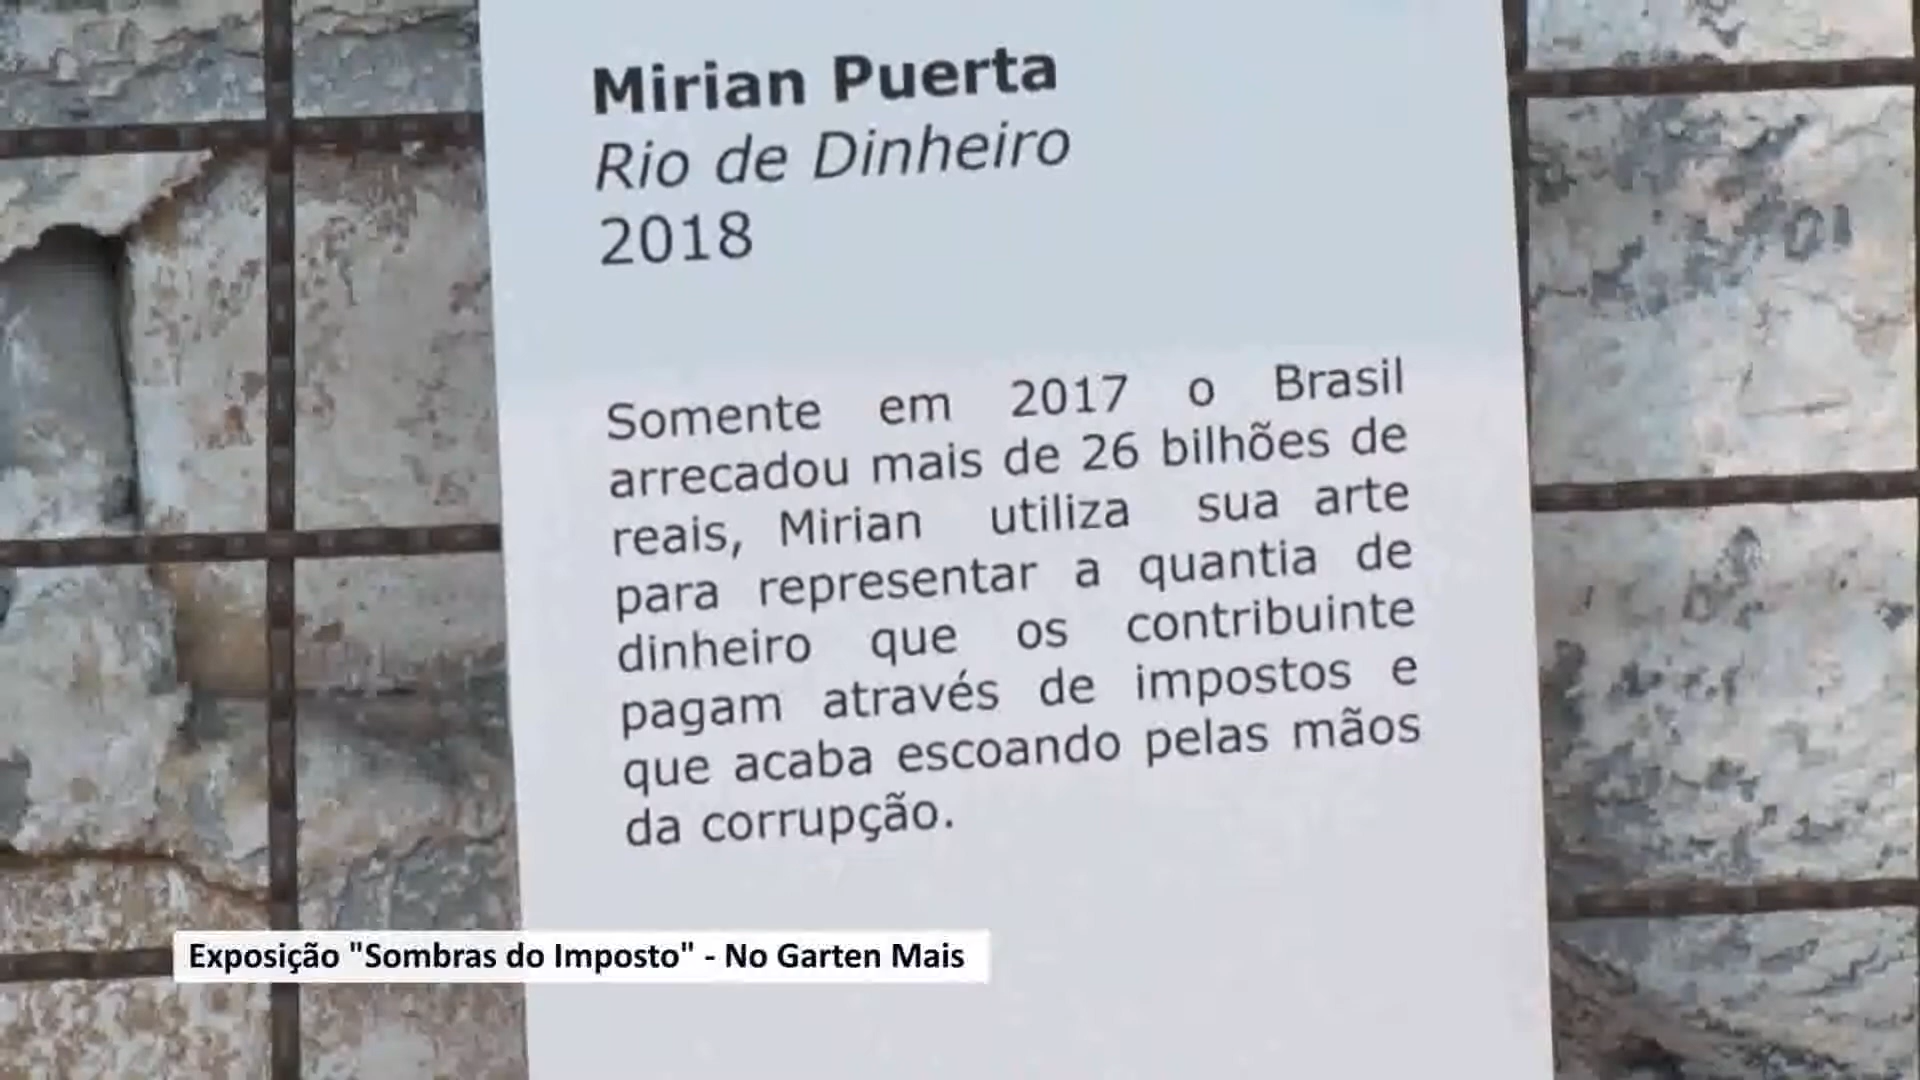 Mirian Puerta
Rio de Dinheiro
2018
Somente em 2017 o Brasil
arrecadou mais de 26 bilhões de
reais, Mirian utiliza sua arte
para representar a quantia de
dinheiro que os contribuinte
pagam através de impostos e
que acaba escoando pelas mãos
da corrupção.
Exposição "Sombras do Imposto" - No Garten Mais